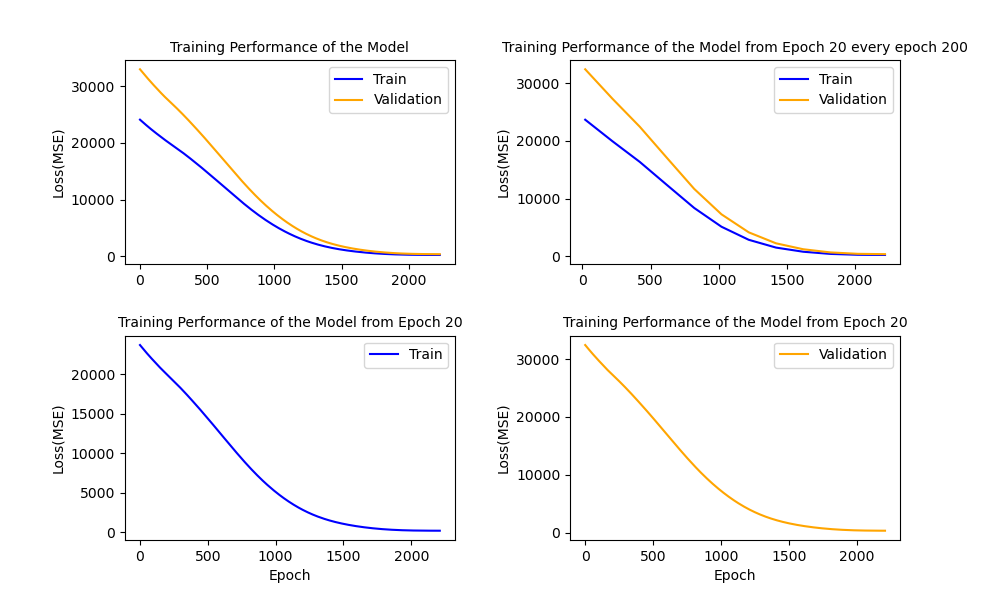 Training Performance of the Model
Loss(MSE)
30000
20000
10000
0
0 500 1000 1500 2000
Train
Validation
Training Performance of the Model from Epoch 20 every epoch 200
Loss(MSE)
30000
20000
10000
0
0 500 1000 1500 2000
Train
Validation
Training Performance of the Model from Epoch 20
Loss(MSE)
20000
15000
10000
5000
0
0 500 1000 1500 2000
Epoch
Train
Training Performance of the Model from Epoch 20
Loss(MSE)
30000
20000
10000
0
0 500 1000 1500 2000
Epoch
Validation